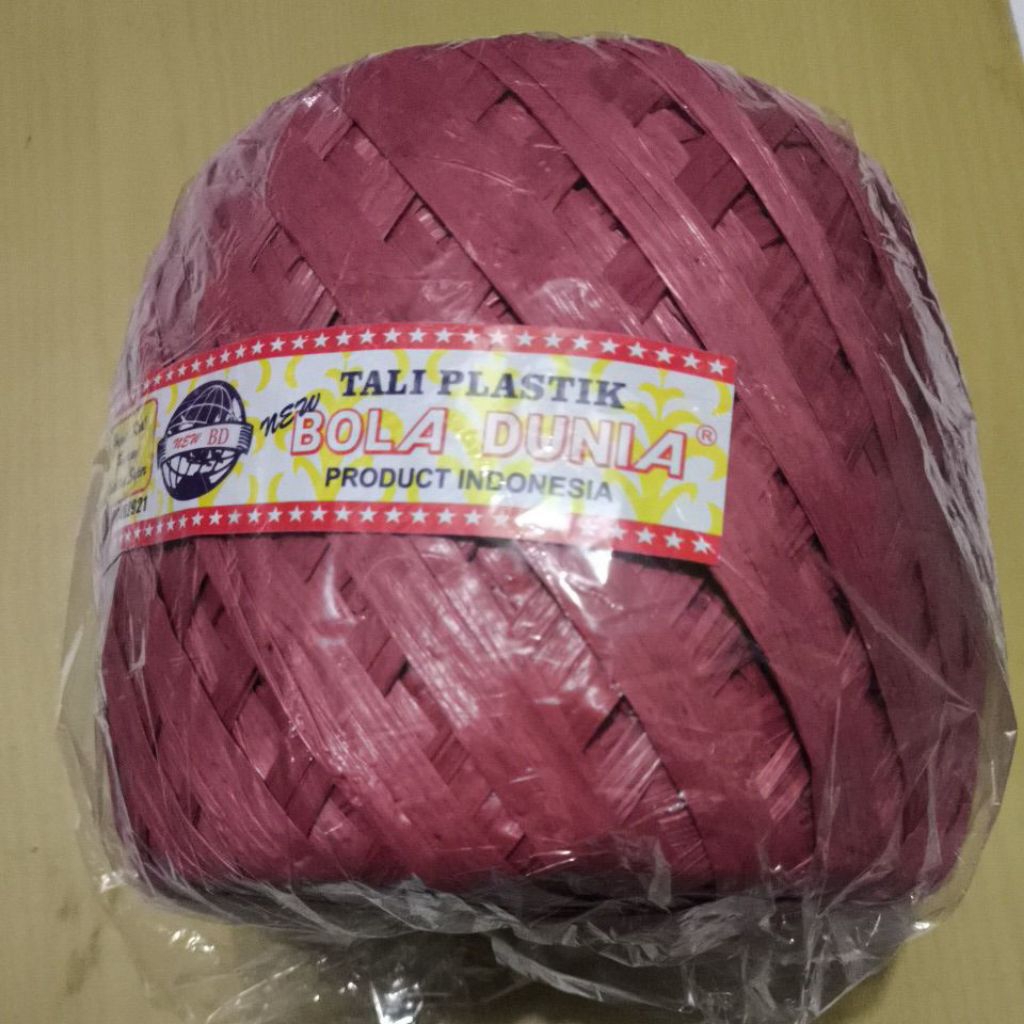 TALI PLASTIK
NEW
BOLA DUNIA®
PRODUCT INDONESIA
NEW BD